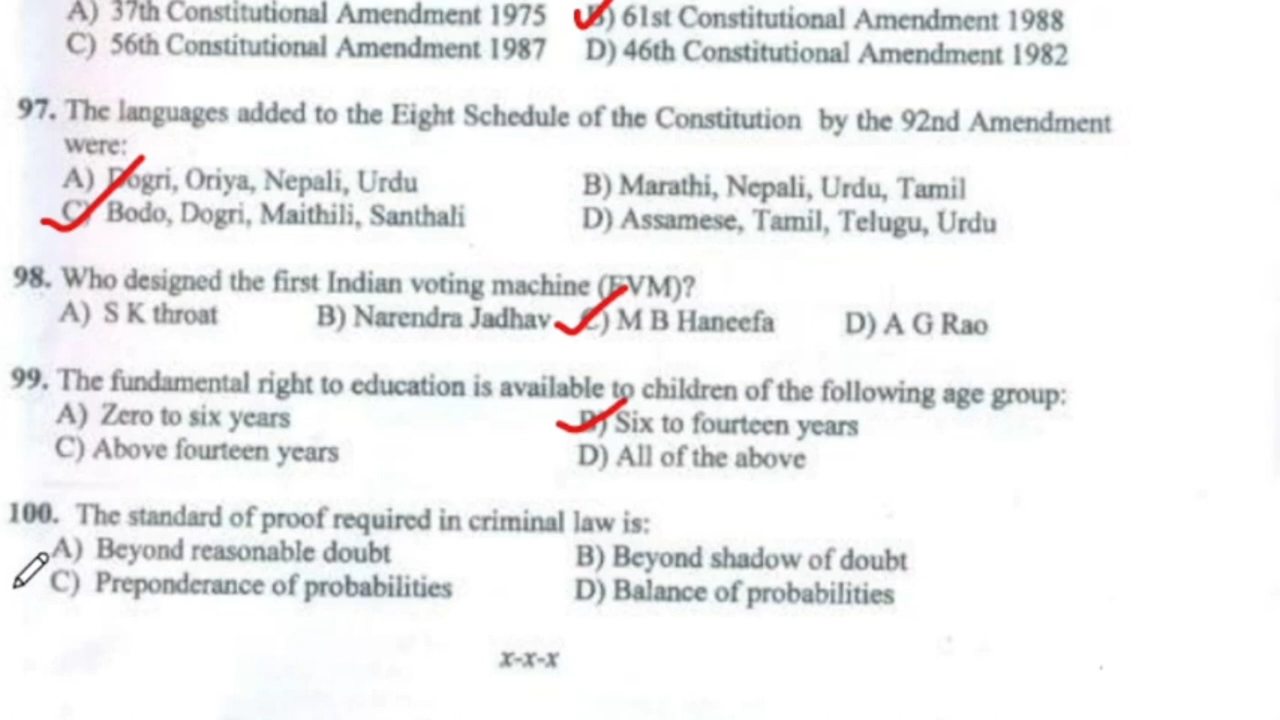 A) 37th Constitutional Amendment 1975 B) 61st Constitutional Amendment 1988
C) 56th Constitutional Amendment 1987 D) 46th Constitutional Amendment 1982
97. The languages added to the Eight Schedule of the Constitution by the 92nd Amendment
were:
A) Dogri, Oriya, Nepali, Urdu B) Marathi, Nepali, Urdu, Tamil
C) Bodo, Dogri, Maithili, Santhali D) Assamese, Tamil, Telugu, Urdu
98. Who designed the first Indian voting machine (EVM)?
A) S K throat B) Narendra Jadhav C) M B Haneefa D) A G Rao
99. The fundamental right to education is available to children of the following age group:
A) Zero to six years B) Six to fourteen years
C) Above fourteen years D) All of the above
100. The standard of proof required in criminal law is:
A) Beyond reasonable doubt B) Beyond shadow of doubt
C) Preponderance of probabilities D) Balance of probabilities
x-x-x